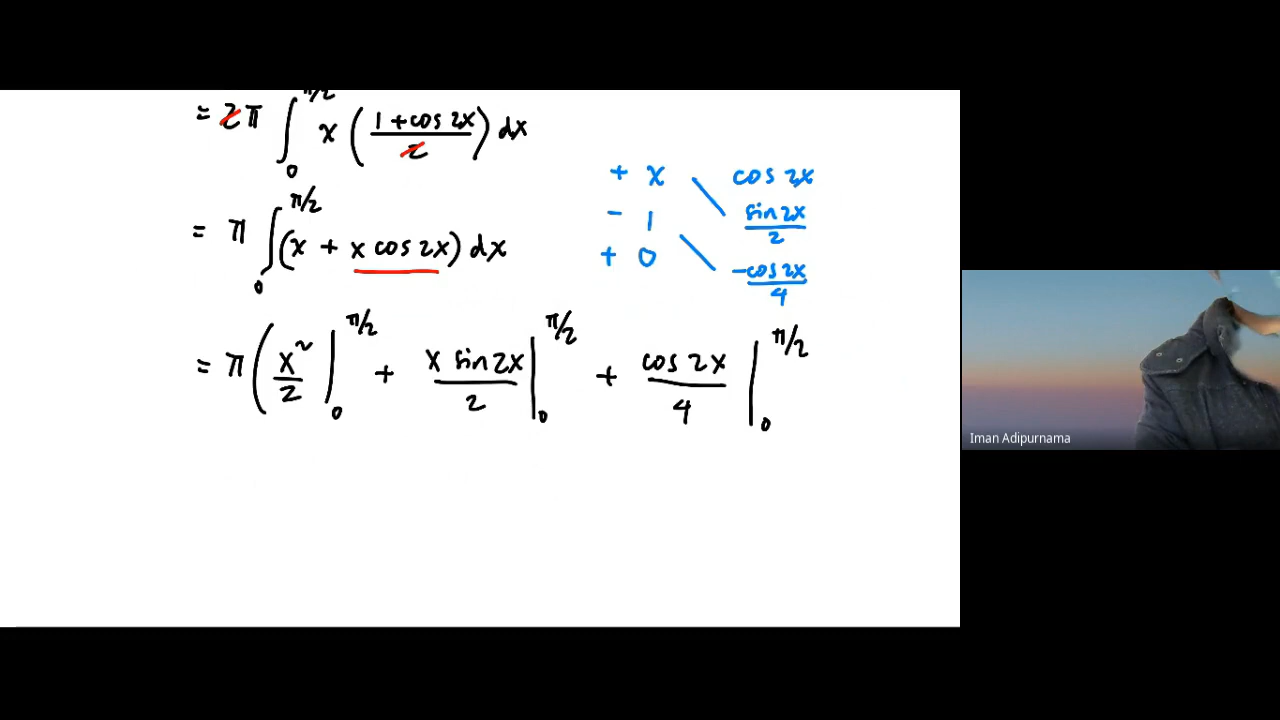 = 2π ∫₀^{π/2} x ( (1 + cos 2x)/2 ) dx
= π ∫₀^{π/2} (x + x cos 2x) dx
+ x cos 2x
- 1 sin 2x/2
+ 0 -cos 2x/4
= π ( x²/2 |₀^{π/2} + x sin 2x/2 |₀^{π/2} + cos 2x/4 |₀^{π/2}
Iman Adipurnama